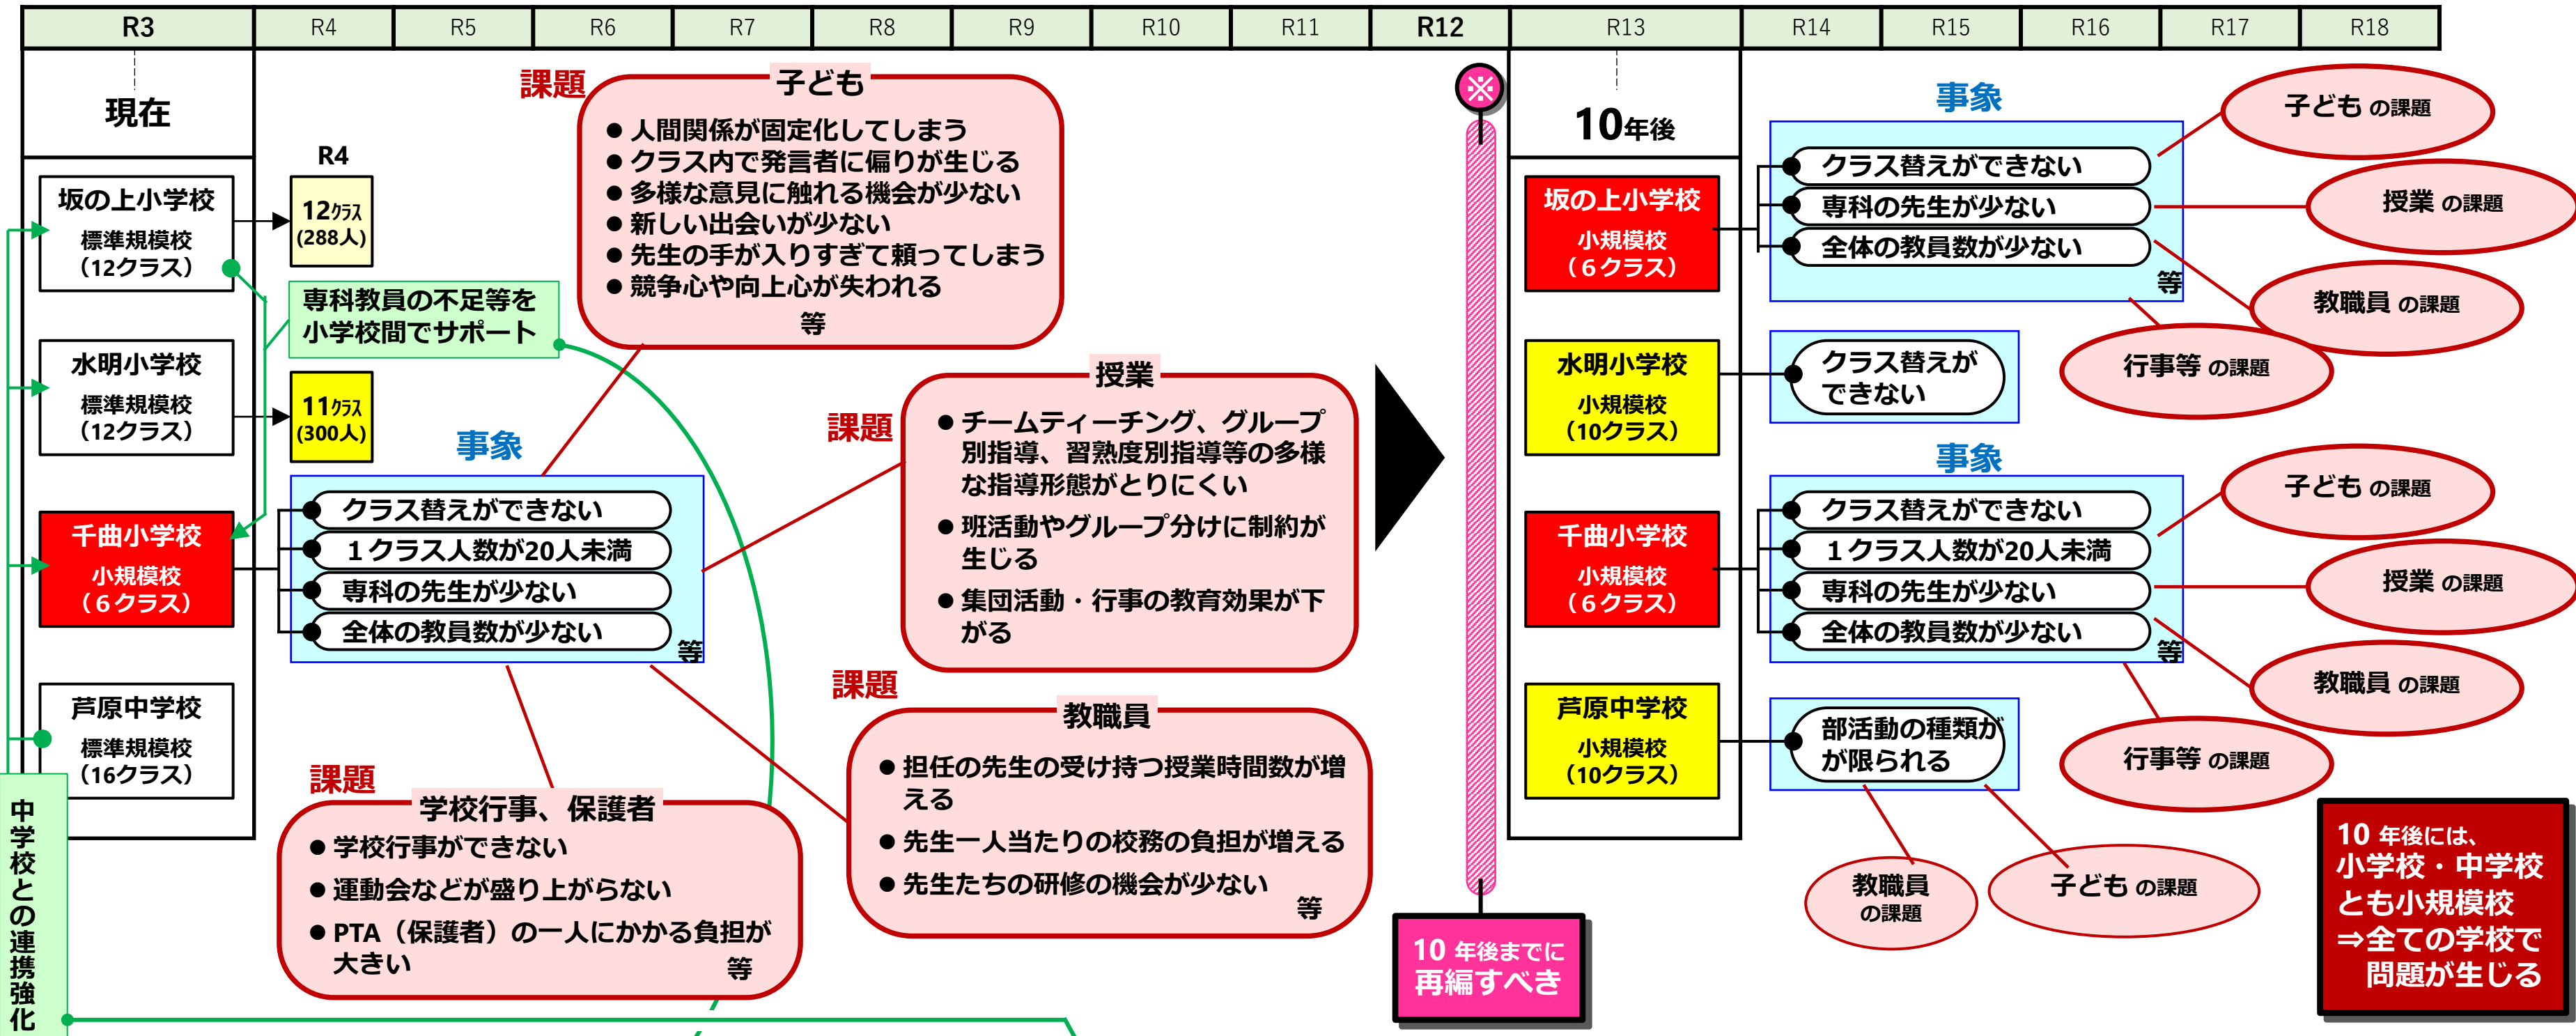 R3
R4
R5
R6
R7
R8
R9
R10
R11
R12
R13
R14
R15
R16
R17
R18
現在
坂の上小学校
標準規模校
（12クラス）
水明小学校
標準規模校
（12クラス）
千曲小学校
小規模校
（６クラス）
芦原中学校
標準規模校
（16クラス）
中学校との連携強化
R4
12クラス
(288人)
11クラス
(300人)
専科教員の不足等を
小学校間でサポート
事象
クラス替えができない
１クラス人数が20人未満
専科の先生が少ない
全体の教員数が少ない
等
課題
子ども
● 人間関係が固定化してしまう
● クラス内で発言者に偏りが生じる
● 多様な意見に触れる機会が少ない
● 新しい出会いが少ない
● 先生の手が入りすぎて頼ってしまう
● 競争心や向上心が失われる
等
課題
授業
● チームティーチング、グループ
別指導、習熟度別指導等の多様
な指導形態がとりにくい
● 班活動やグループ分けに制約が
生じる
● 集団活動・行事の教育効果が下
がる
課題
教職員
● 担任の先生の受け持つ授業時間数が増
える
● 先生一人当たりの校務の負担が増える
● 先生たちの研修の機会が少ない
等
課題
学校行事、保護者
● 学校行事ができない
● 運動会などが盛り上がらない
● PTA（保護者）の一人にかかる負担が
大きい
等
※
10 年後までに
再編すべき
10年後
坂の上小学校
小規模校
（６クラス）
水明小学校
小規模校
（10クラス）
千曲小学校
小規模校
（６クラス）
芦原中学校
小規模校
（10クラス）
事象
クラス替えができない
専科の先生が少ない
全体の教員数が少ない
等
子ども の課題
授業 の課題
教職員 の課題
行事等 の課題
クラス替えが
できない
事象
クラス替えができない
１クラス人数が20人未満
専科の先生が少ない
全体の教員数が少ない
等
子ども の課題
授業 の課題
教職員 の課題
行事等 の課題
部活動の種類が
が限られる
教職員
の課題
子ども の課題
10 年後には、
小学校・中学校
とも小規模校
⇒全ての学校で
問題が生じる